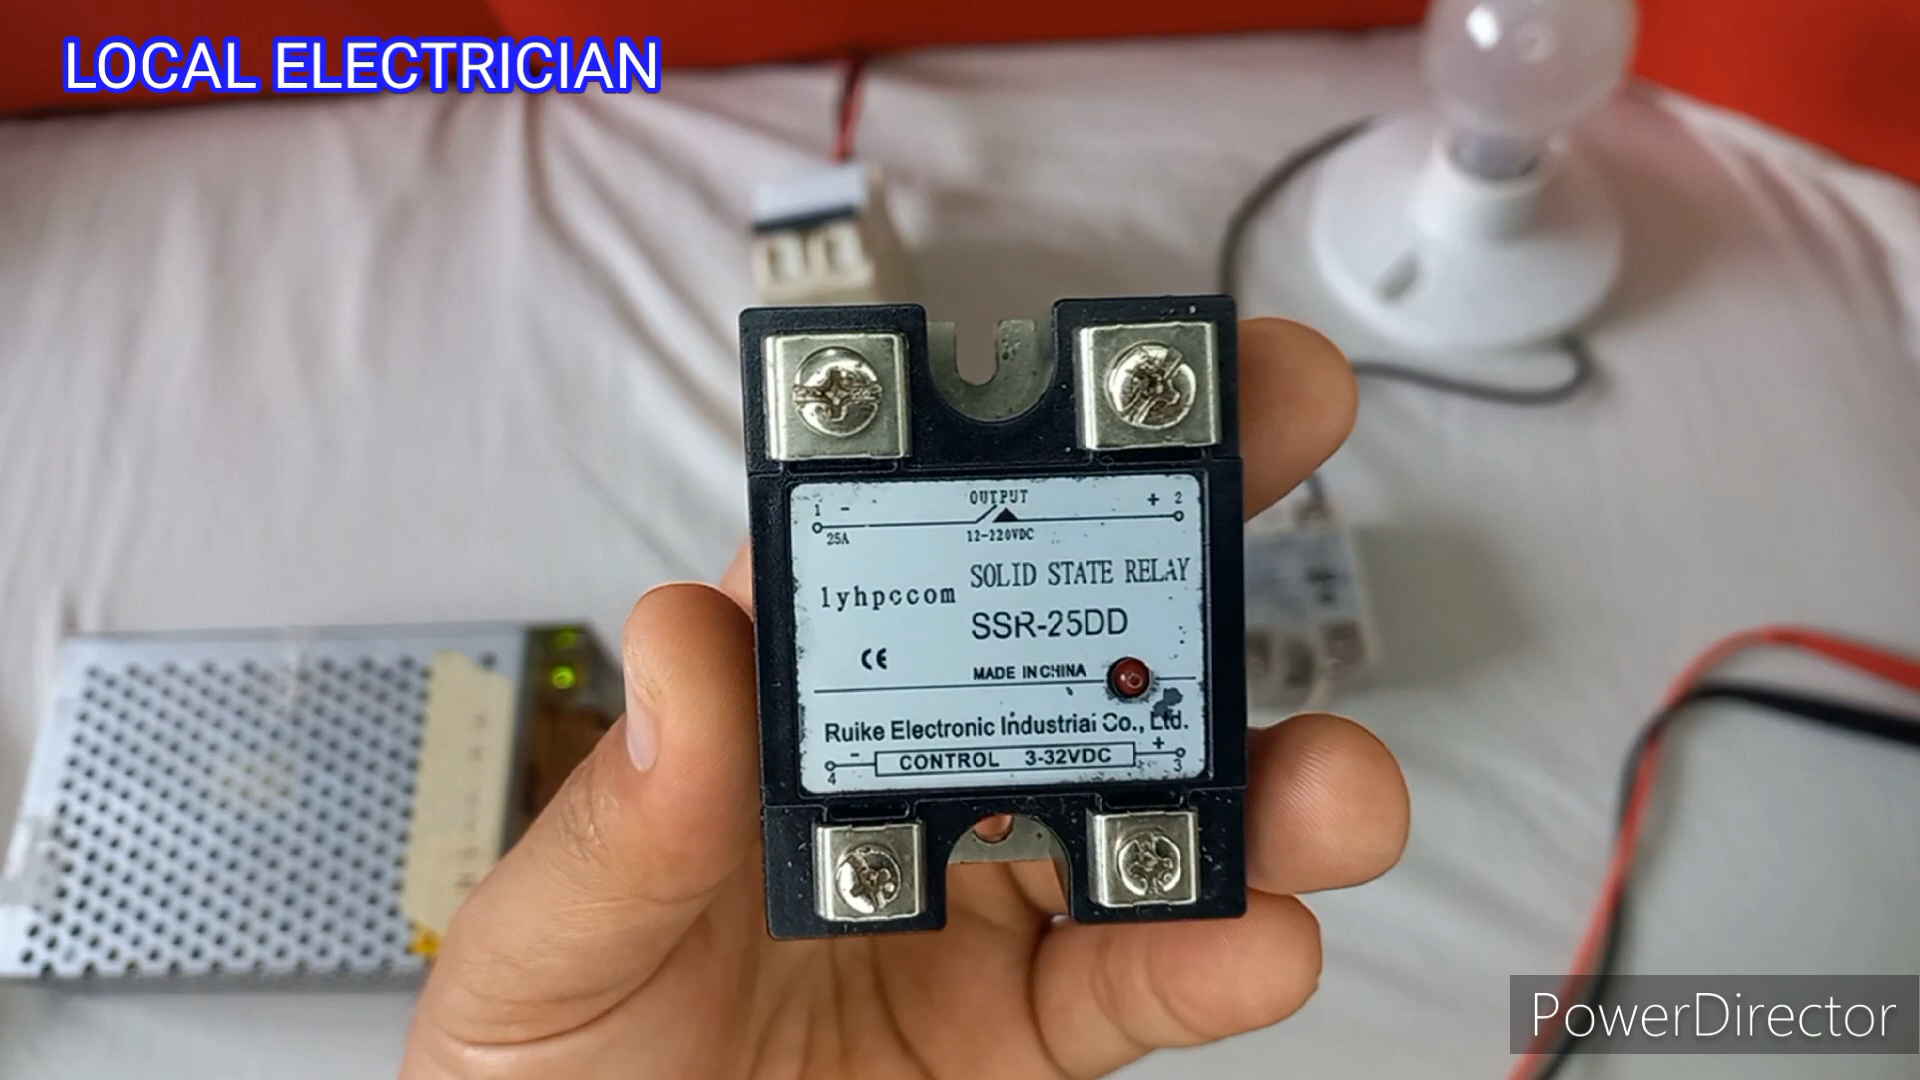 LOCAL ELECTRICIAN
OUTPUT
1 - + 2
25A 12-220VDC
SOLID STATE RELAY
lyhpccom
SSR-25DD
CE
MADE IN CHINA
Ruike Electronic Industriai Co., Ltd.
- +
CONTROL 3-32VDC
4 3
PowerDirector